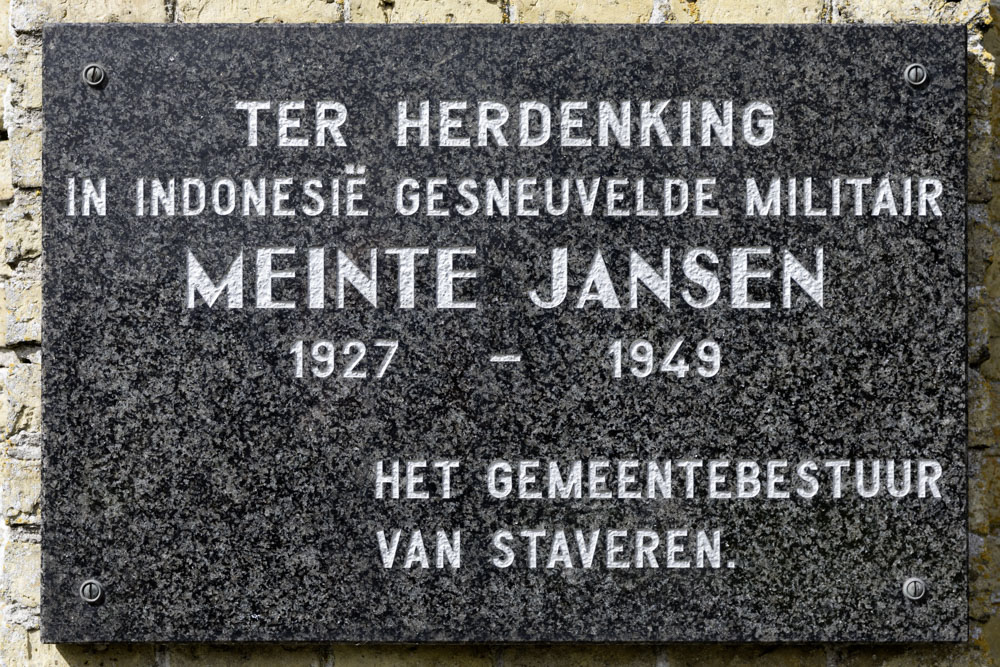 TER HERDENKING
IN INDONESIË GESNEUVELDE MILITAIR
MEINTE JANSEN
1927 – 1949
HET GEMEENTEBESTUUR
VAN STAVEREN.